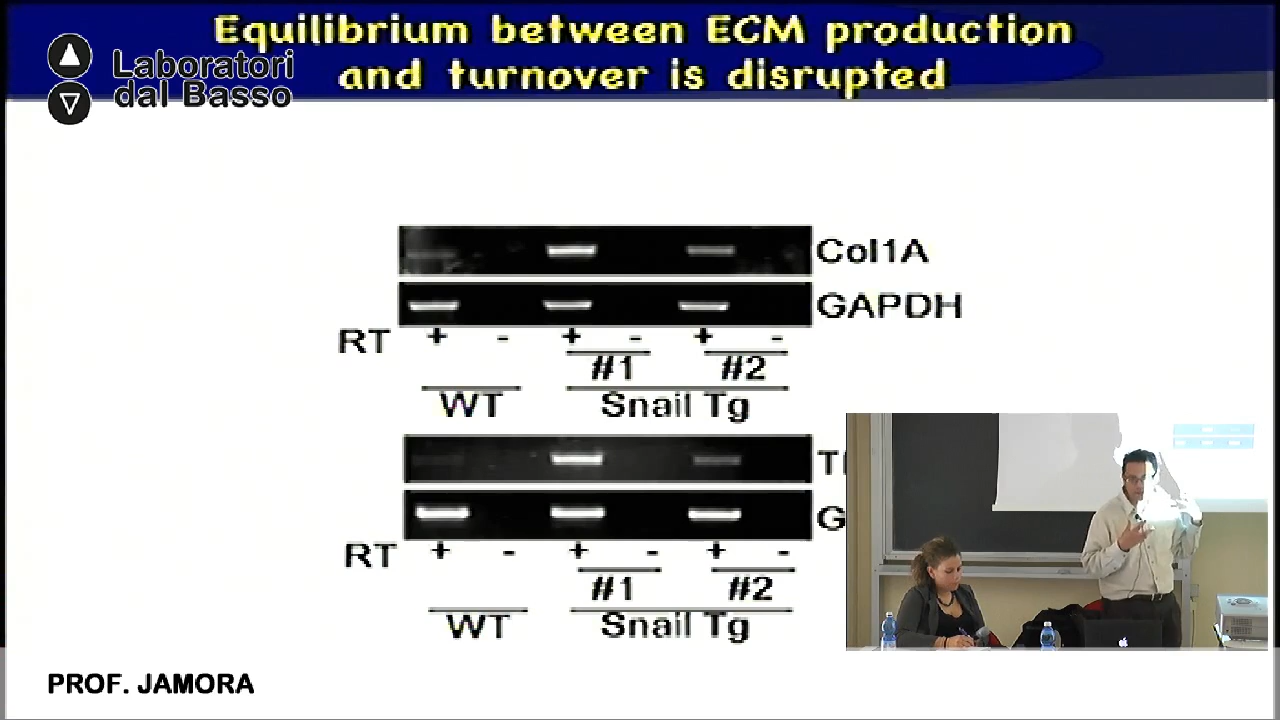 Equilibrium between ECM production
and turnover is disrupted
Laboratori
dal Basso
Col1A
GAPDH
RT + - + - + -
#1 #2
WT Snail Tg
RT + - + - + -
#1 #2
WT Snail Tg
PROF. JAMORA